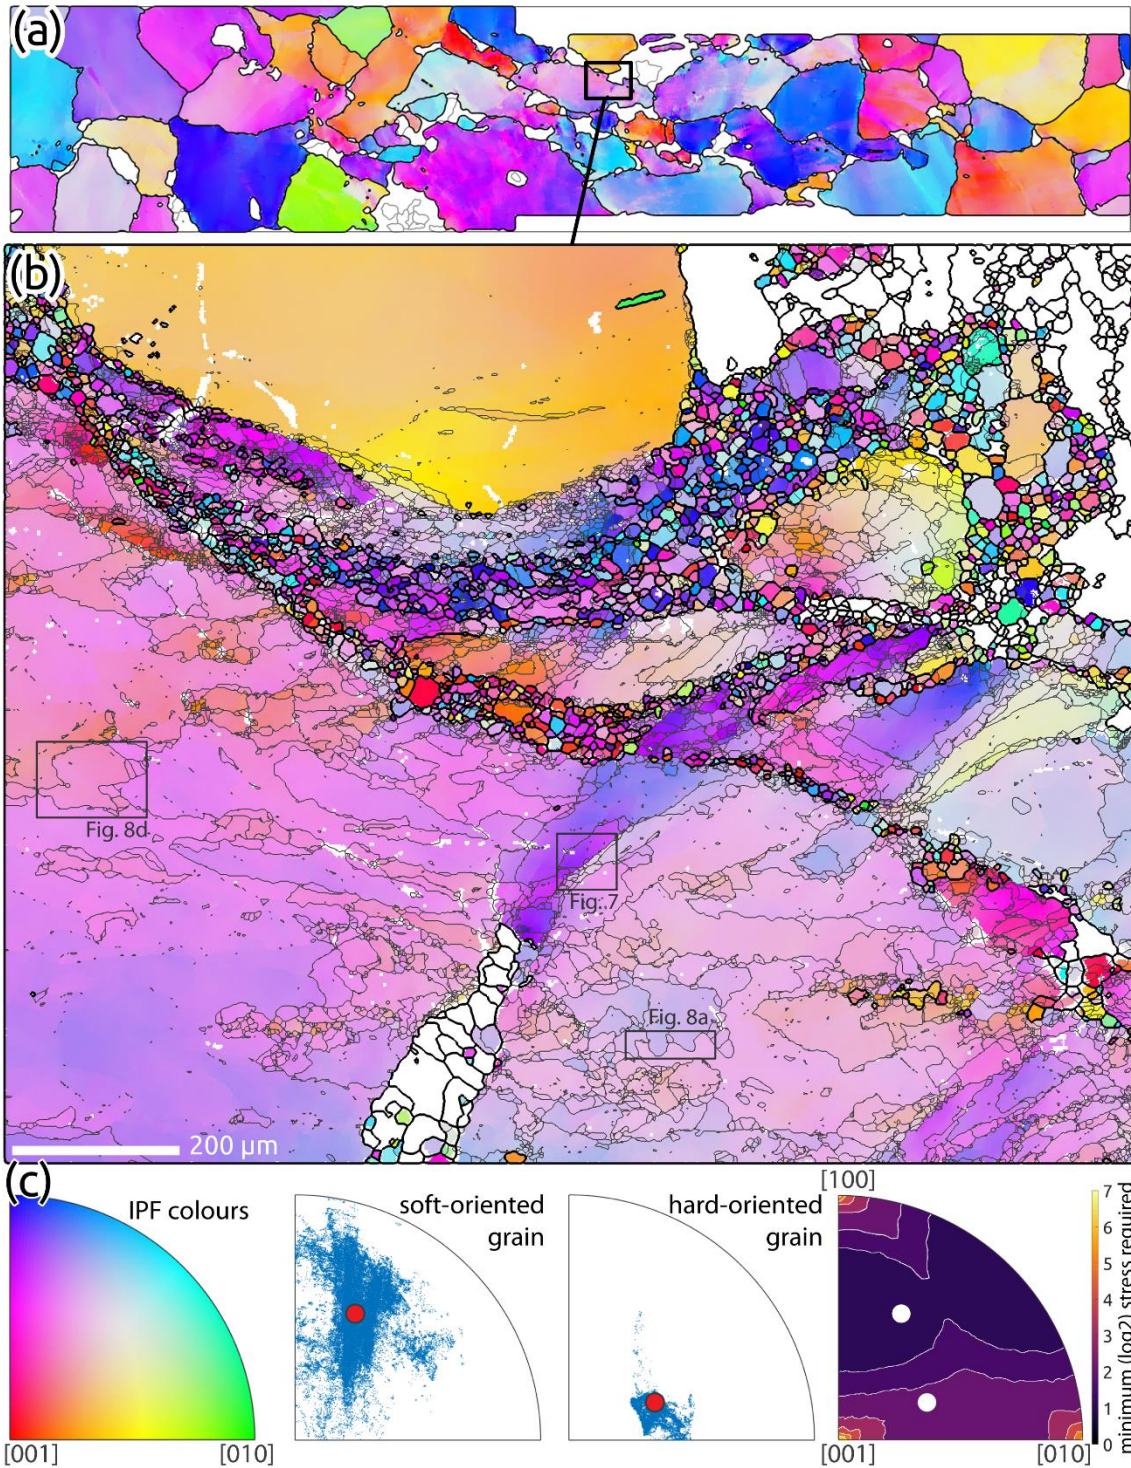 (a)
(b)
Fig. 8d
Fig. 7
Fig. 8a
200 µm
(c)
IPF colours
soft-oriented
grain
hard-oriented
grain
[100]
7
6
5
4
3
2
1
0
minimum (log2) stress required
[001]
[010]
[001]
[010]